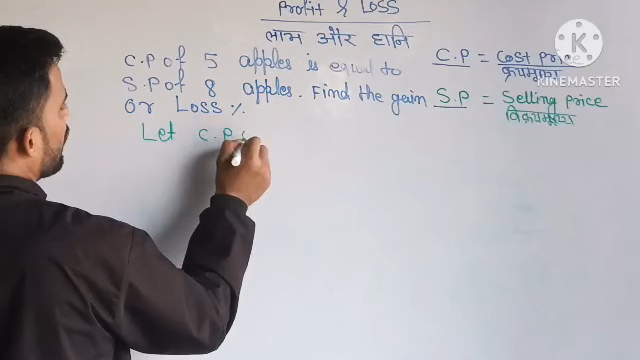 Profit & Loss
लाभ और हानि
C.P of 5 apples is equal to
S.P of 8 apples. Find the gain
or Loss %
C.P = Cost Price
क्रयमूल्य
S.P = Selling Price
विक्रयमूल्य
Let C.P
KINEMASTER